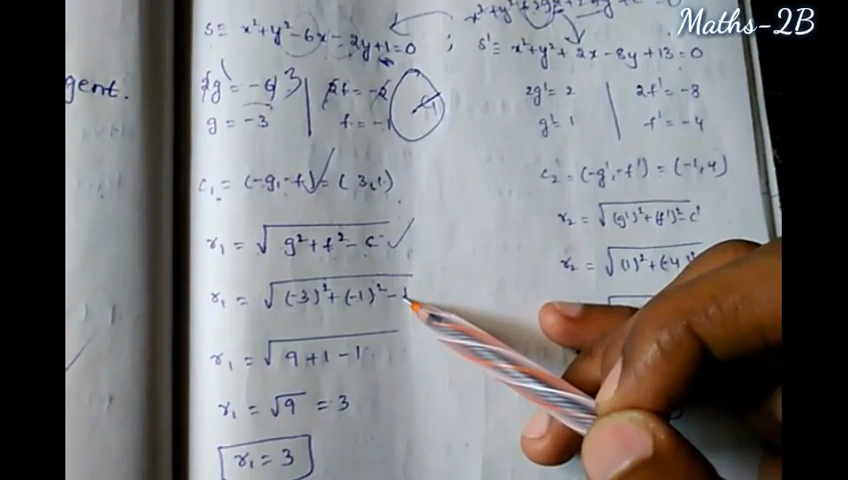 Maths-2B
S ≡ x²+y²-6x-2y+1=0 ; S' ≡ x²+y²+2x-8y+13=0
gent.
2g = -6 3 | 2f = -2
g = -3 | f = -1
2g' = 2 | 2f' = -8
g' = 1 | f' = -4
C₁ = (-g,-f) = (3,1)
C₂ = (-g',-f') = (-1,4)
r₁ = √g²+f²-c
r₂ = √(g')²+(f')²-c'
r₁ = √(-3)²+(-1)²-1
r₂ = √(1)²+(-4)²
r₁ = √9+1-1
r₁ = √9 = 3
r₁ = 3